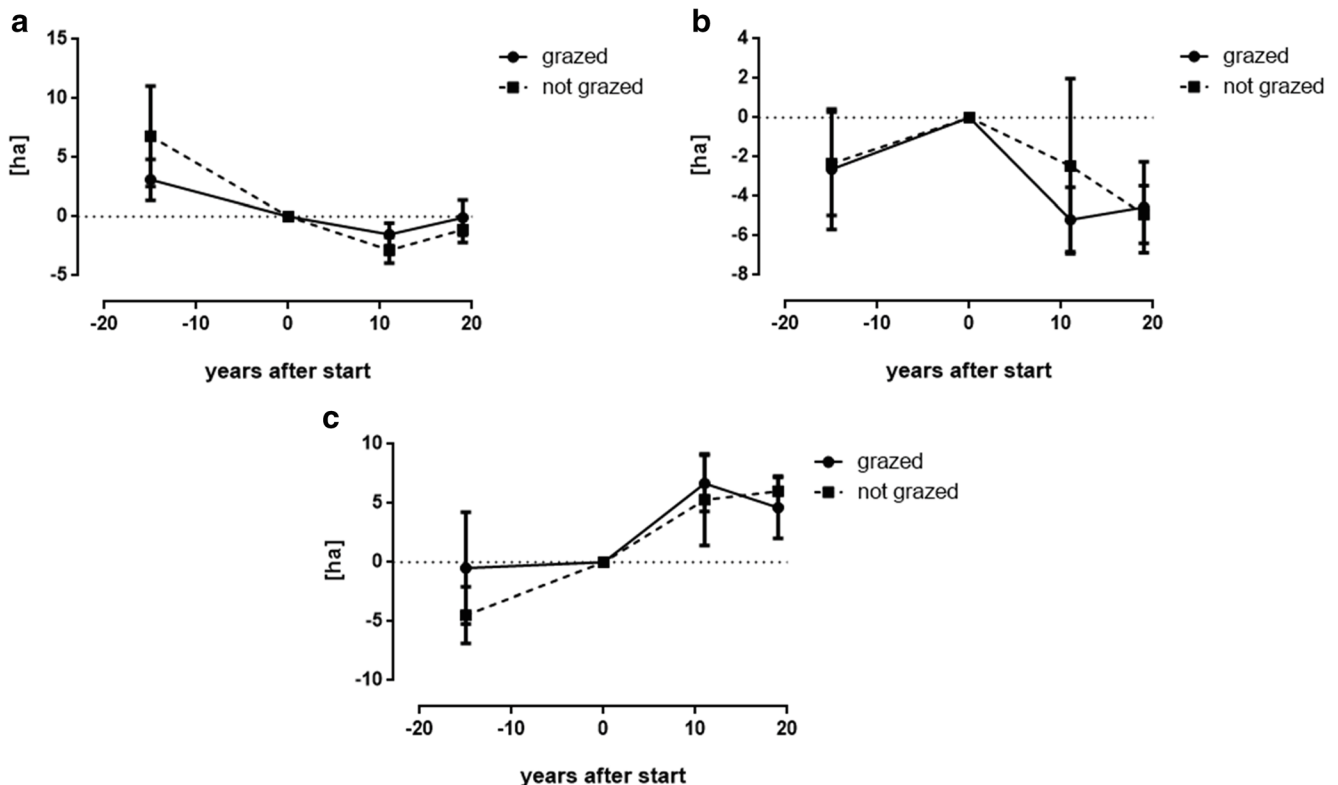 a
15
10
5
0
-5
[ha]
-20 -10 0 10 20
years after start
grazed
not grazed
b
4
2
0
-2
-4
-6
-8
[ha]
-20 -10 0 10 20
years after start
grazed
not grazed
c
10
5
0
-5
-10
[ha]
-20 -10 0 10 20
years after start
grazed
not grazed